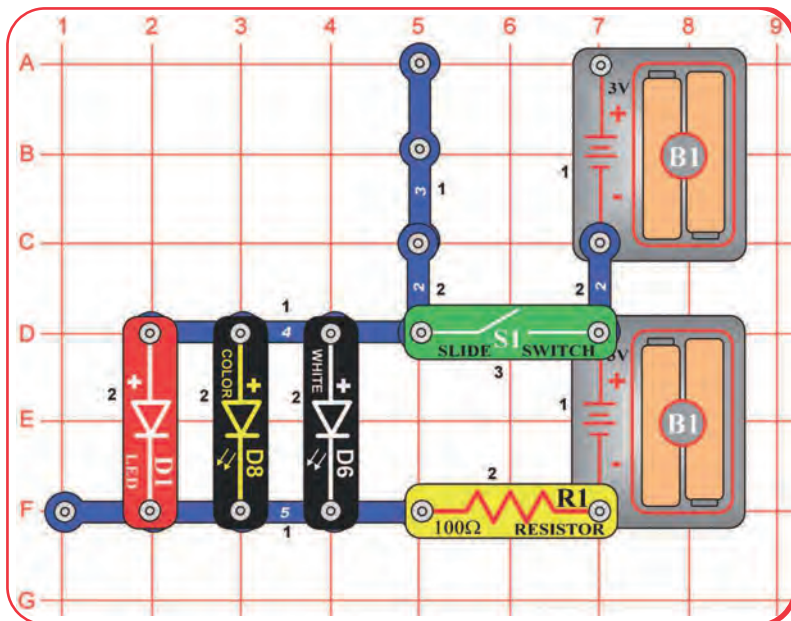 1 2 3 4 5 6 7 8 9
A
3V
+
B
3 1
1
B1
-
C
2 2
2 2
1
D
4
S1
SLIDE SWITCH
3
V
2 + 2 COLOR + 2 WHITE +
1 +
E
B1
D1 LED
D8
D6
-
2
F
5
R1
100Ω RESISTOR
1
G